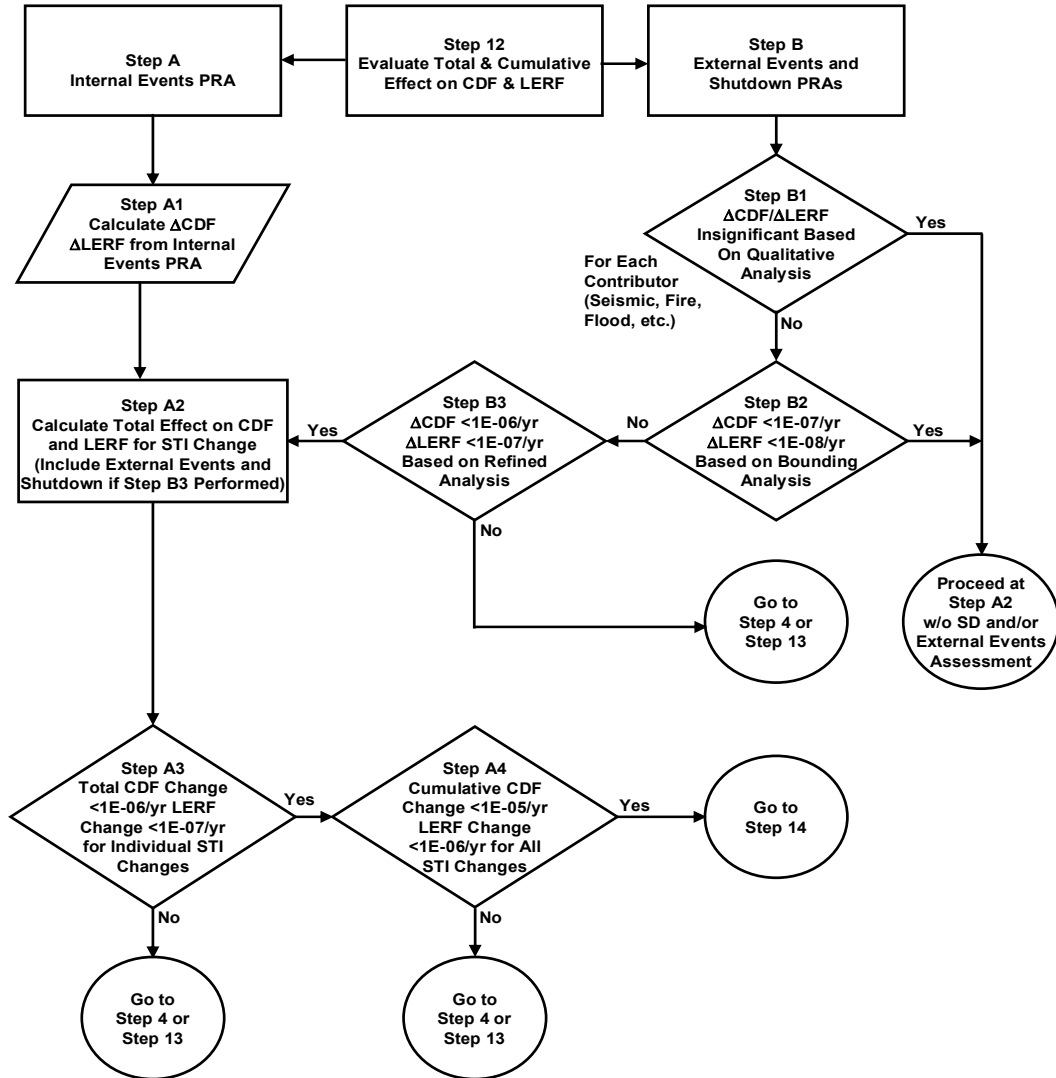 Step A
Internal Events PRA
Step 12
Evaluate Total & Cumulative
Effect on CDF & LERF
Step B
External Events and
Shutdown PRAs
Step A1
Calculate ΔCDF
ΔLERF from Internal
Events PRA
Step B1
ΔCDF/ΔLERF
Insignificant Based
On Qualitative
Analysis
Yes
For Each
Contributor
(Seismic, Fire,
Flood, etc.)
No
Step A2
Calculate Total Effect on CDF
and LERF for STI Change
(Include External Events and
Shutdown if Step B3 Performed)
Yes
Step B3
ΔCDF <1E-06/yr
ΔLERF <1E-07/yr
Based on Refined
Analysis
No
No
Step B2
ΔCDF <1E-07/yr
ΔLERF <1E-08/yr
Based on Bounding
Analysis
Yes
Go to
Step 4 or
Step 13
Proceed at
Step A2
w/o SD and/or
External Events
Assessment
Step A3
Total CDF Change
<1E-06/yr LERF
Change <1E-07/yr
for Individual STI
Changes
Yes
No
Step A4
Cumulative CDF
Change <1E-05/yr
LERF Change
<1E-06/yr for All
STI Changes
Yes
No
Go to
Step 14
Go to
Step 4 or
Step 13
Go to
Step 4 or
Step 13